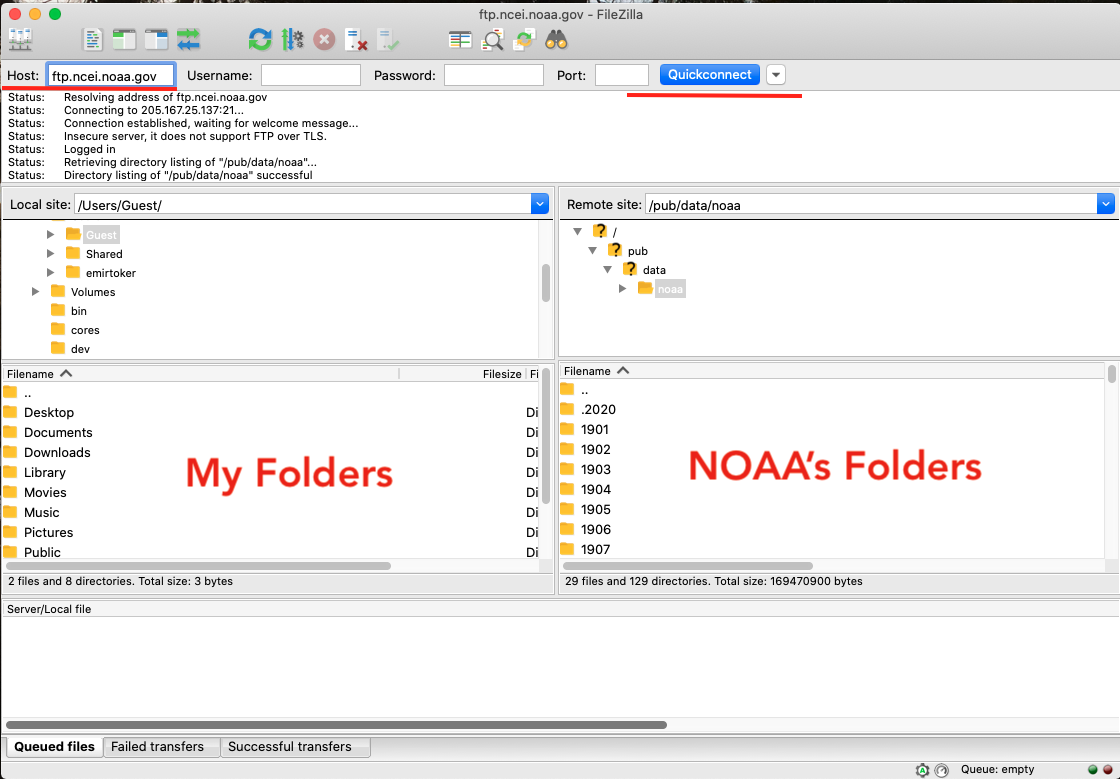 ftp.ncei.noaa.gov - FileZilla
Host: ftp.ncei.noaa.gov Username: Password: Port: Quickconnect
Status: Resolving address of ftp.ncei.noaa.gov
Status: Connecting to 205.167.25.137:21...
Status: Connection established, waiting for welcome message...
Status: Insecure server, it does not support FTP over TLS.
Status: Logged in
Status: Retrieving directory listing of "/pub/data/noaa"...
Status: Directory listing of "/pub/data/noaa" successful
Local site: /Users/Guest/
Guest
Shared
emirtoker
Volumes
bin
cores
dev
Filename Filesize Fi
..
Desktop Di
Documents Di
Downloads Di
Library Di
Movies Di
Music Di
Pictures Di
Public Di
My Folders
2 files and 8 directories. Total size: 3 bytes
Remote site: /pub/data/noaa
/
pub
data
noaa
Filename
..
.2020
1901
1902
1903
1904
1905
1906
1907
NOAA's Folders
29 files and 129 directories. Total size: 169470900 bytes
Server/Local file
Queued files Failed transfers Successful transfers
Queue: empty